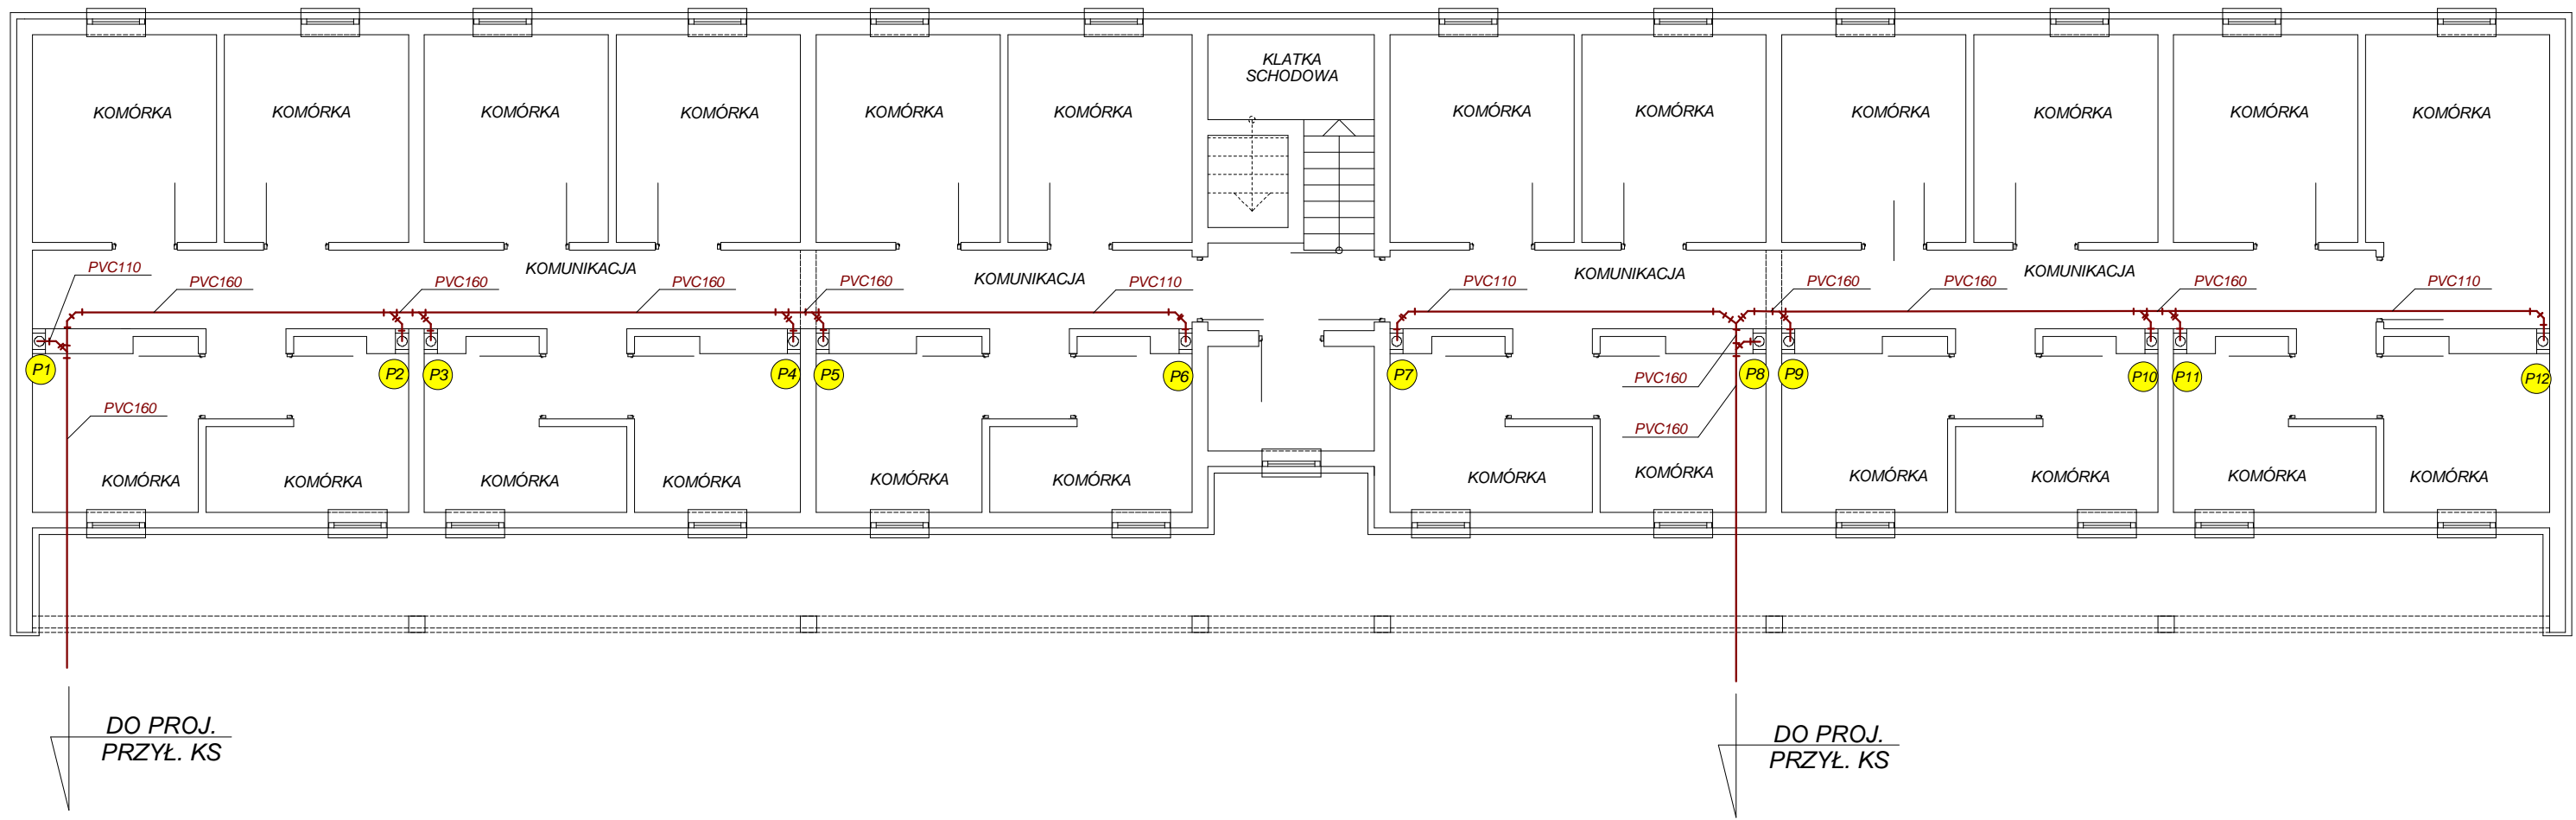 KLATKA
SCHODOWA
KOMÓRKA
KOMÓRKA
KOMÓRKA
KOMÓRKA
KOMÓRKA
KOMÓRKA
KOMÓRKA
KOMÓRKA
KOMÓRKA
KOMÓRKA
KOMÓRKA
KOMÓRKA
PVC110
KOMUNIKACJA
KOMUNIKACJA
KOMUNIKACJA
KOMUNIKACJA
PVC160
PVC160
PVC160
PVC160
PVC110
PVC110
PVC160
PVC160
PVC160
PVC110
P1
P2
P3
P4
P5
P6
P7
PVC160
P8
P9
P10
P11
P12
PVC160
PVC160
KOMÓRKA
KOMÓRKA
KOMÓRKA
KOMÓRKA
KOMÓRKA
KOMÓRKA
KOMÓRKA
KOMÓRKA
KOMÓRKA
KOMÓRKA
KOMÓRKA
KOMÓRKA
DO PROJ.
PRZYŁ. KS
DO PROJ.
PRZYŁ. KS